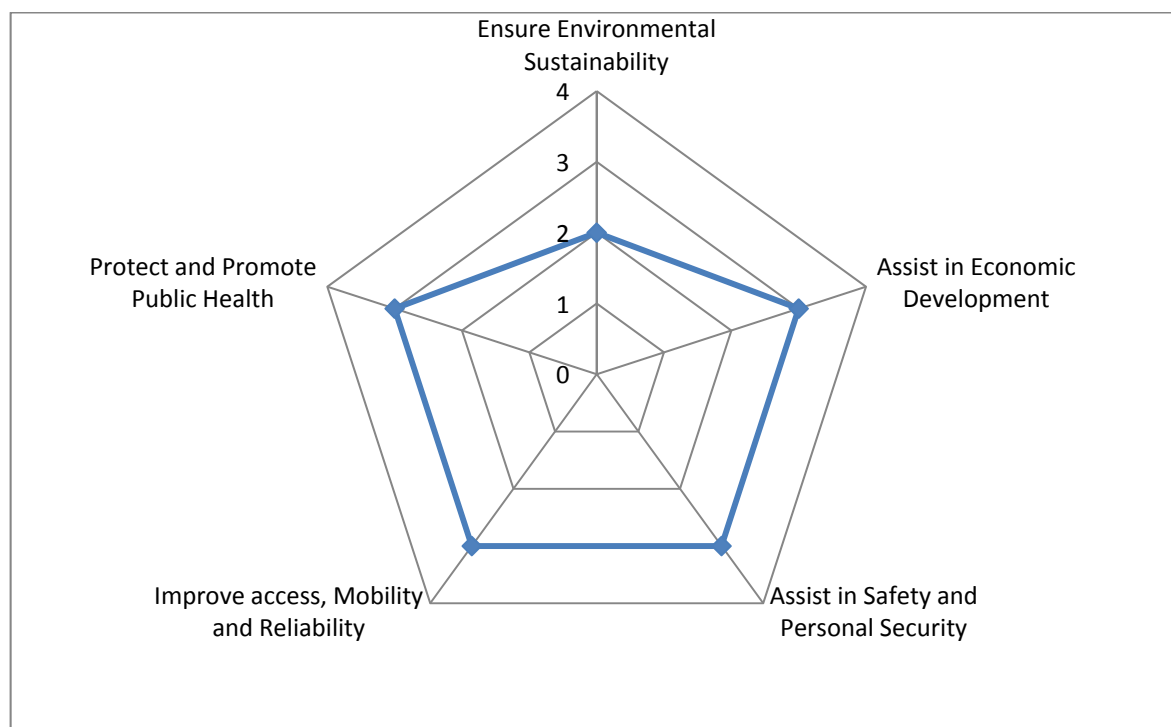 Ensure Environmental
Sustainability
4
3
2
1
0
Assist in Economic
Development
Assist in Safety and
Personal Security
Improve access, Mobility
and Reliability
Protect and Promote
Public Health